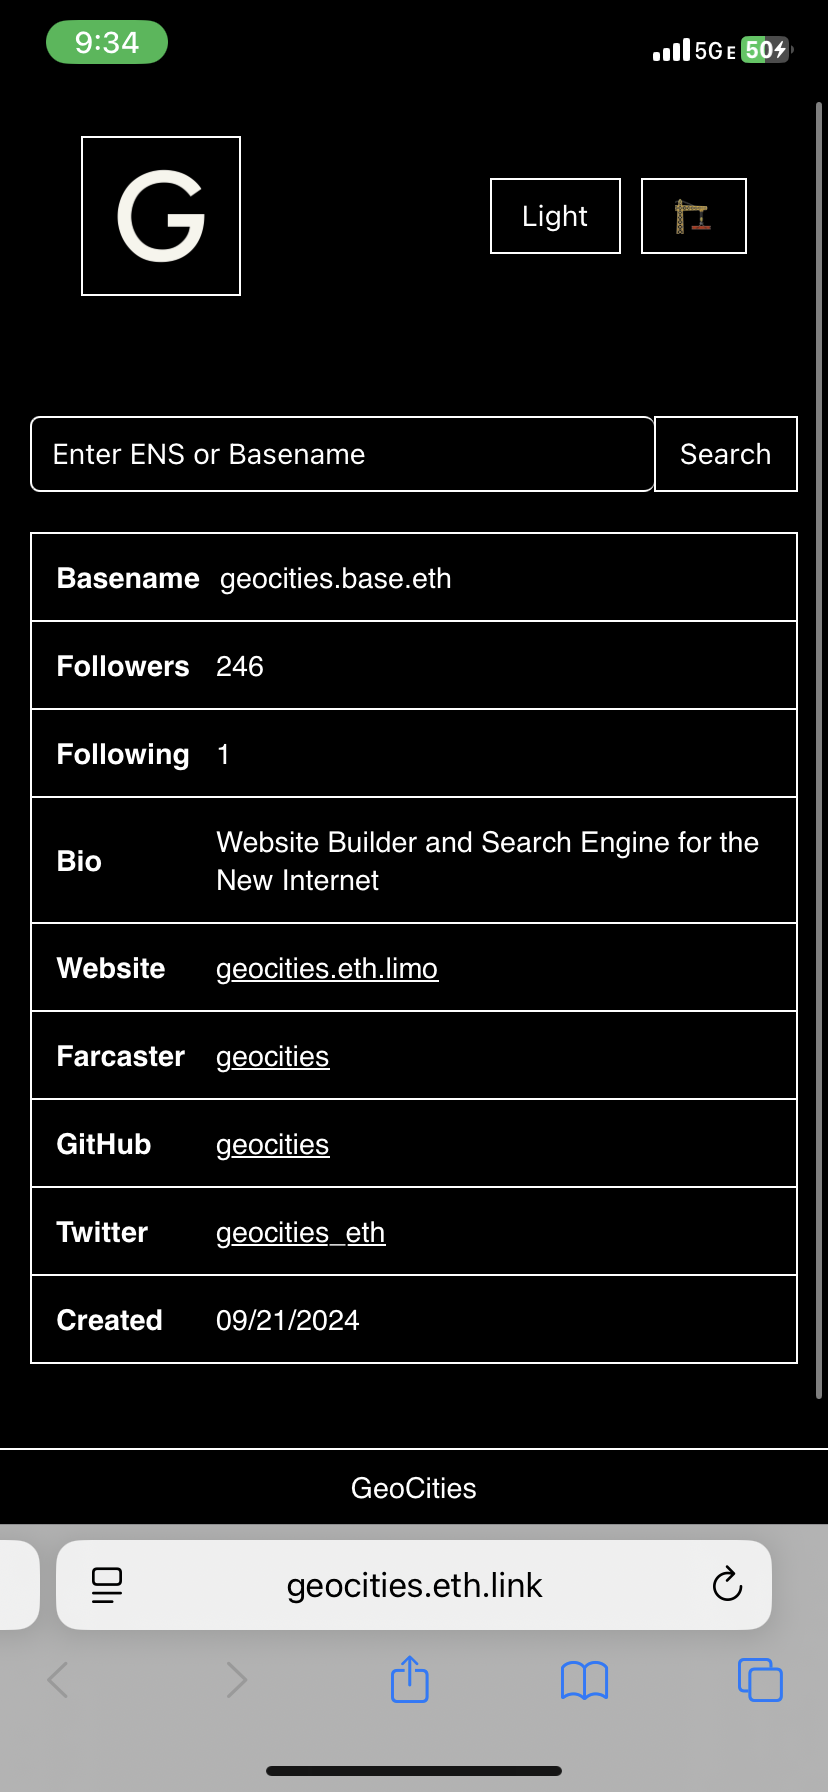 9:34
5G E 50
G
Light
Enter ENS or Basename
Search
Basename geocities.base.eth
Followers 246
Following 1
Bio
Website Builder and Search Engine for the
New Internet
Website geocities.eth.limo
Farcaster geocities
GitHub geocities
Twitter geocities_eth
Created 09/21/2024
GeoCities
geocities.eth.link